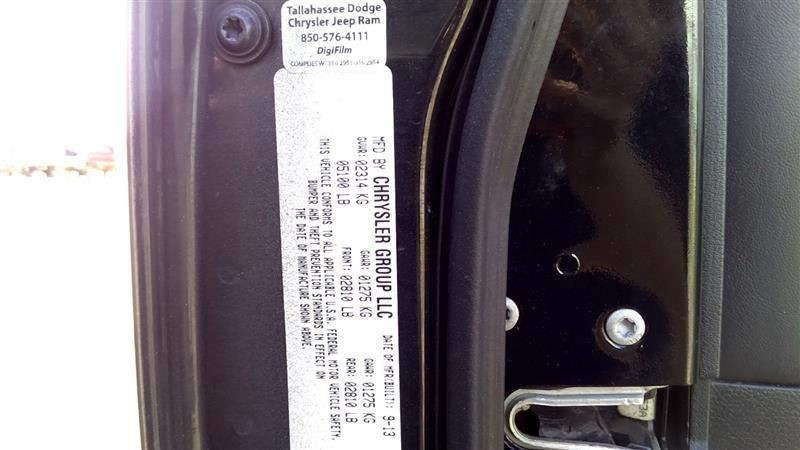 Tallahassee Dodge
Chrysler Jeep Ram
850-576-4111
DigiFilm
MFD BY CHRYSLER GROUP LLC
DATE OF MFR(BUILT): 9-13
GVWR: 02314 KG
GAWR: 01275 KG
GAWR: 01275 KG
05100 LB
FRONT: 02810 LB
REAR: 02810 LB
THIS VEHICLE CONFORMS TO ALL APPLICABLE U.S.A. FEDERAL MOTOR VEHICLE SAFETY,
BUMPER AND THEFT PREVENTION STANDARDS IN EFFECT ON
THE DATE OF MANUFACTURE SHOWN ABOVE.